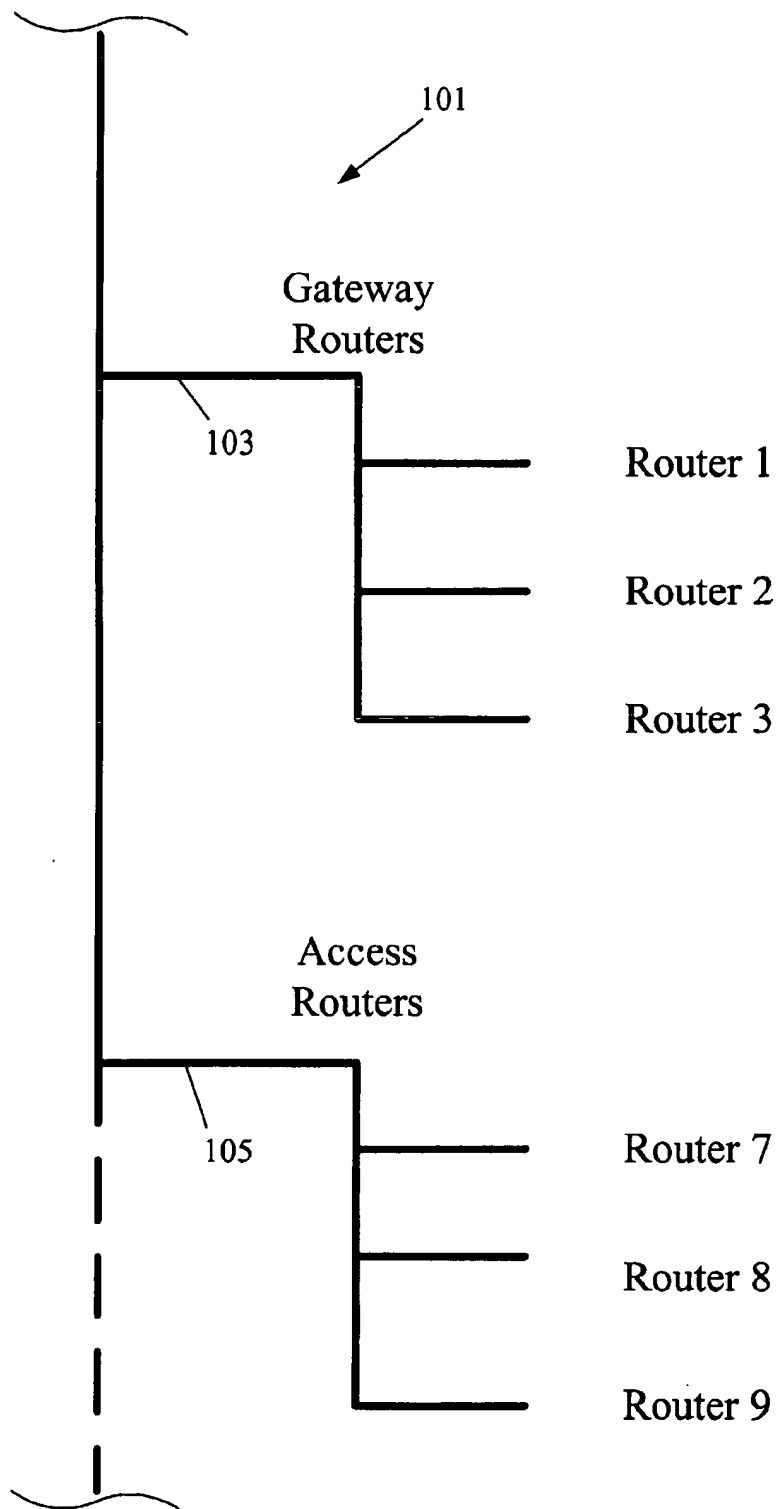 101
Gateway
Routers
103
Router 1
Router 2
Router 3
Access
Routers
105
Router 7
Router 8
Router 9